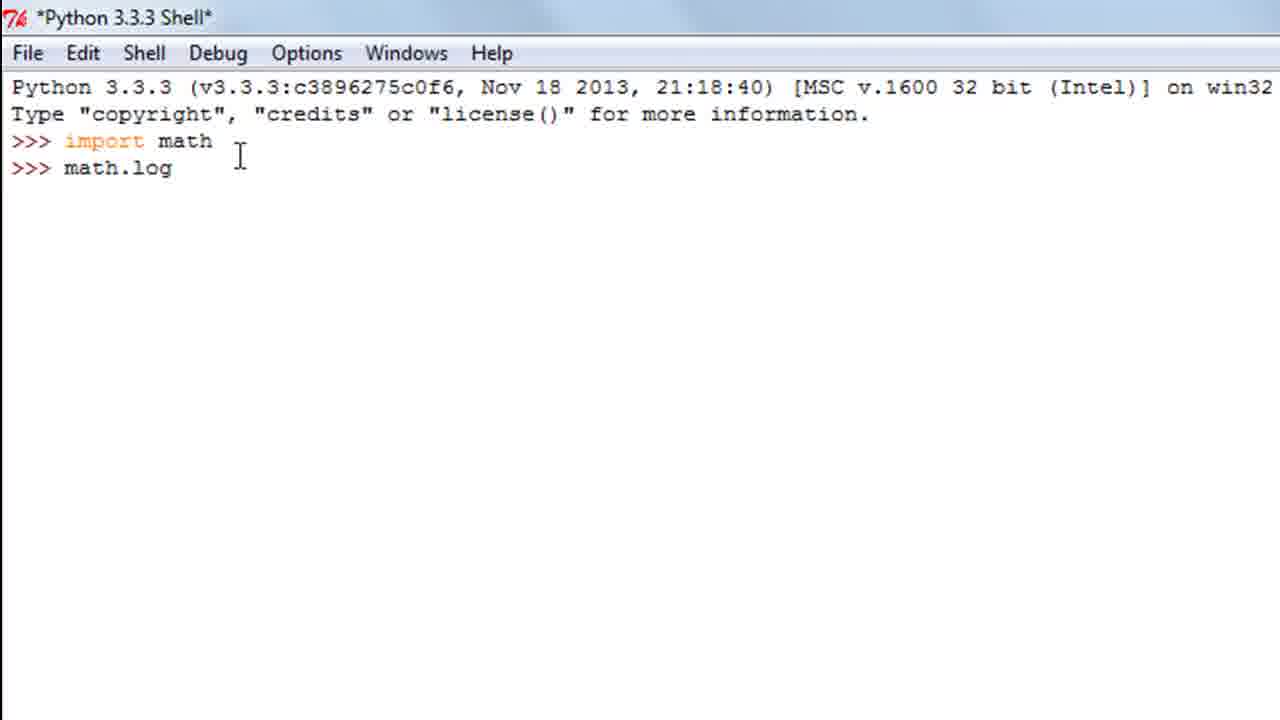 *Python 3.3.3 Shell*
File Edit Shell Debug Options Windows Help
Python 3.3.3 (v3.3.3:c3896275c0f6, Nov 18 2013, 21:18:40) [MSC v.1600 32 bit (Intel)] on win32
Type "copyright", "credits" or "license()" for more information.
>>> import math
>>> math.log